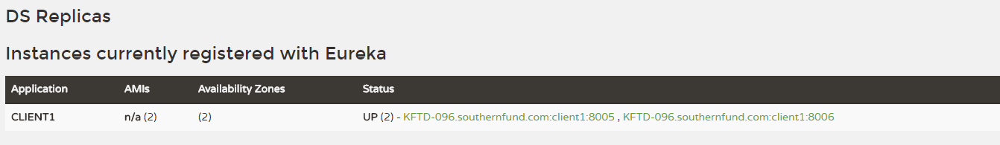 DS Replicas
Instances currently registered with Eureka
Application AMIs Availability Zones Status
CLIENT1 n/a (2) (2) UP (2) - KFTD-096.southernfund.com:client1:8005 , KFTD-096.southernfund.com:client1:8006